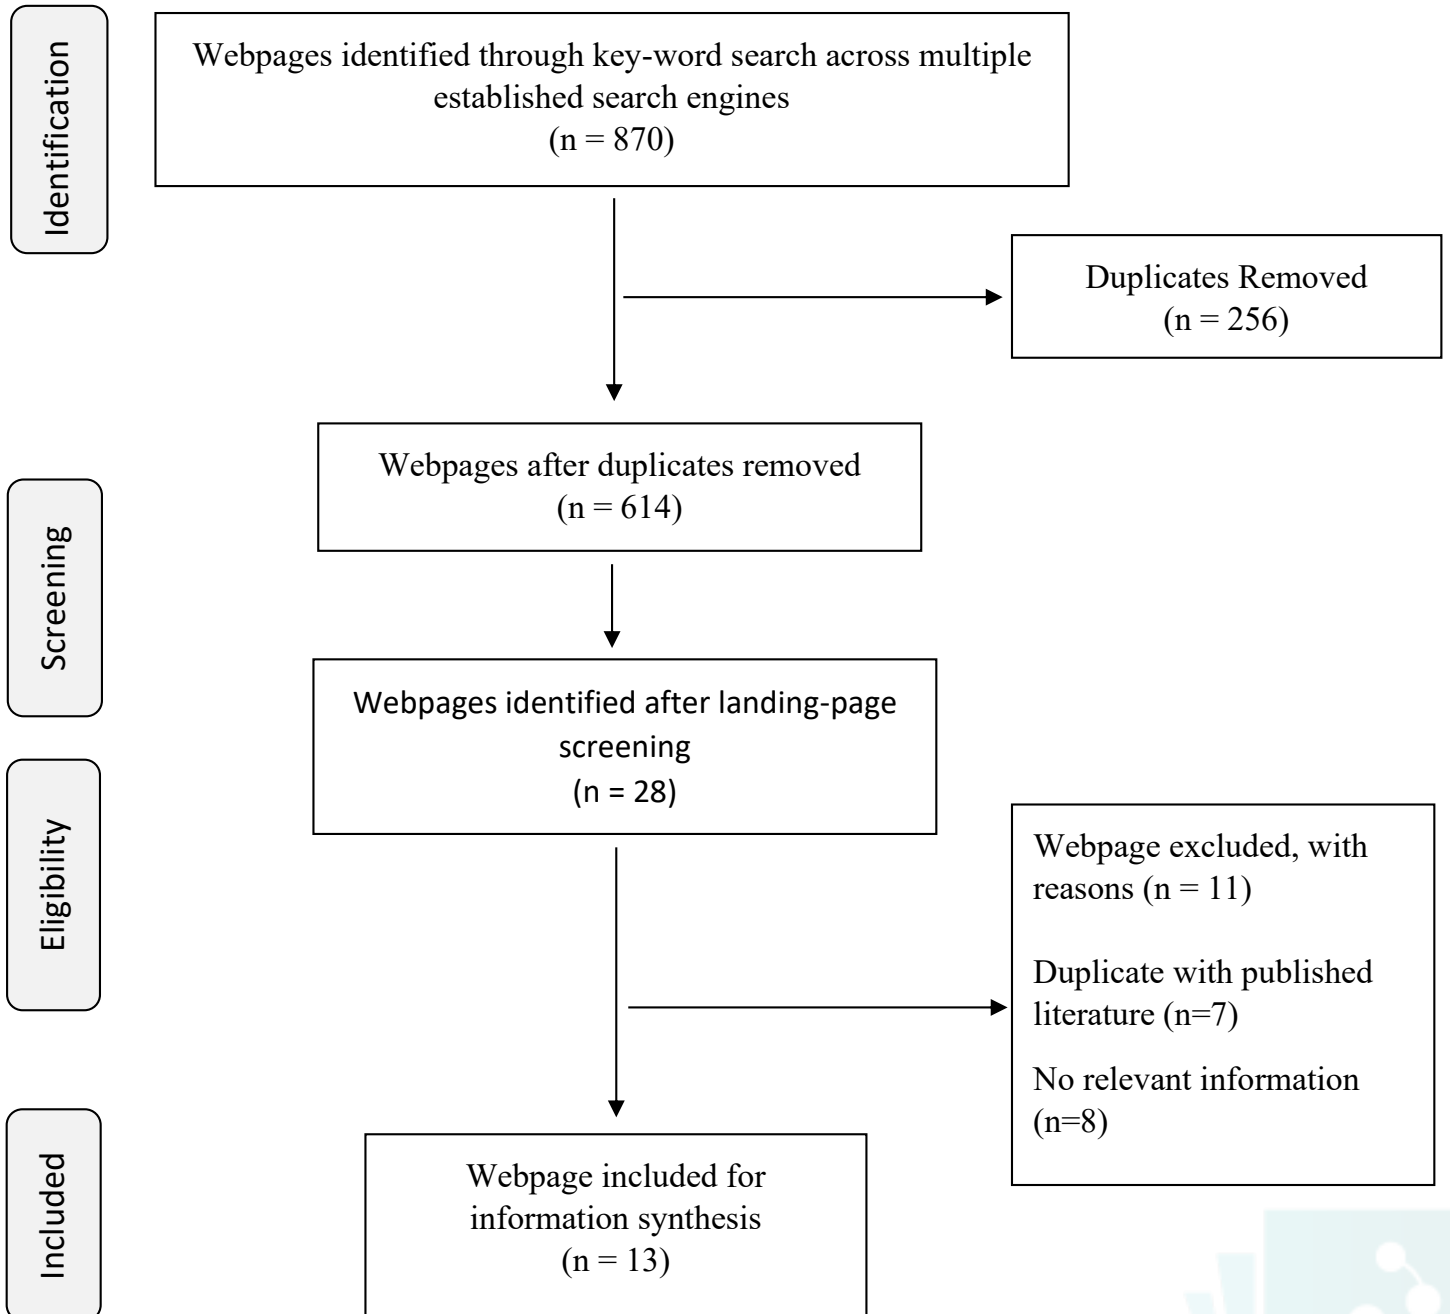 Identification
Webpages identified through key-word search across multiple
established search engines
(n = 870)
Duplicates Removed
(n = 256)
Webpages after duplicates removed
(n = 614)
Screening
Webpages identified after landing-page
screening
(n = 28)
Eligibility
Webpage excluded, with
reasons (n = 11)
Duplicate with published
literature (n=7)
No relevant information
(n=8)
Included
Webpage included for
information synthesis
(n = 13)